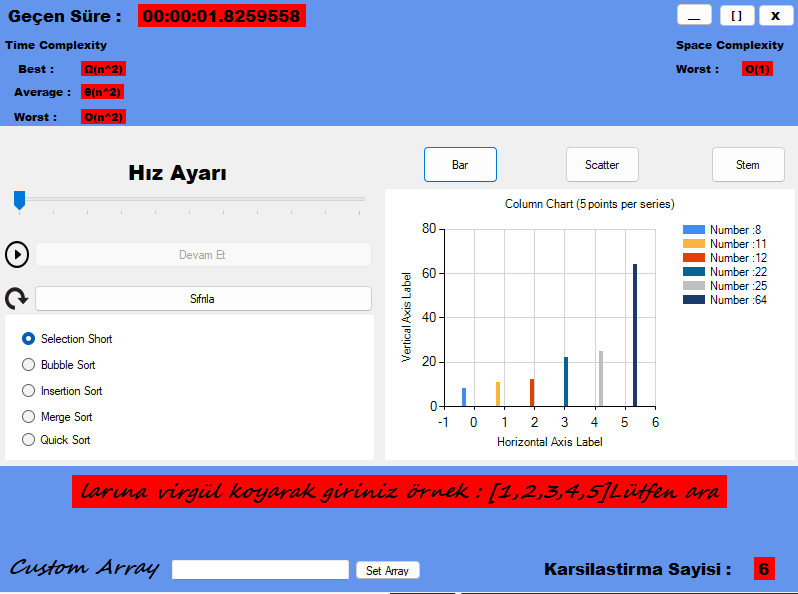 Geçen Süre : 00:00:01.8259558
__ [ ] X
Time Complexity
Best : Ω(n^2)
Average : θ(n^2)
Worst : O(n^2)
Space Complexity
Worst : O(1)
Hız Ayarı
Devam Et
Sıfırla
Selection Short
Bubble Sort
Insertion Sort
Merge Sort
Quick Sort
Bar Scatter Stem
Column Chart (5 points per series)
Vertical Axis Label
80
60
40
20
0
-1 0 1 2 3 4 5 6
Horizontal Axis Label
Number :8
Number :11
Number :12
Number :22
Number :25
Number :64
larına virgül koyarak giriniz örnek : [1,2,3,4,5]Lütfen ara
Custom Array Set Array
Karsilastirma Sayisi : 6